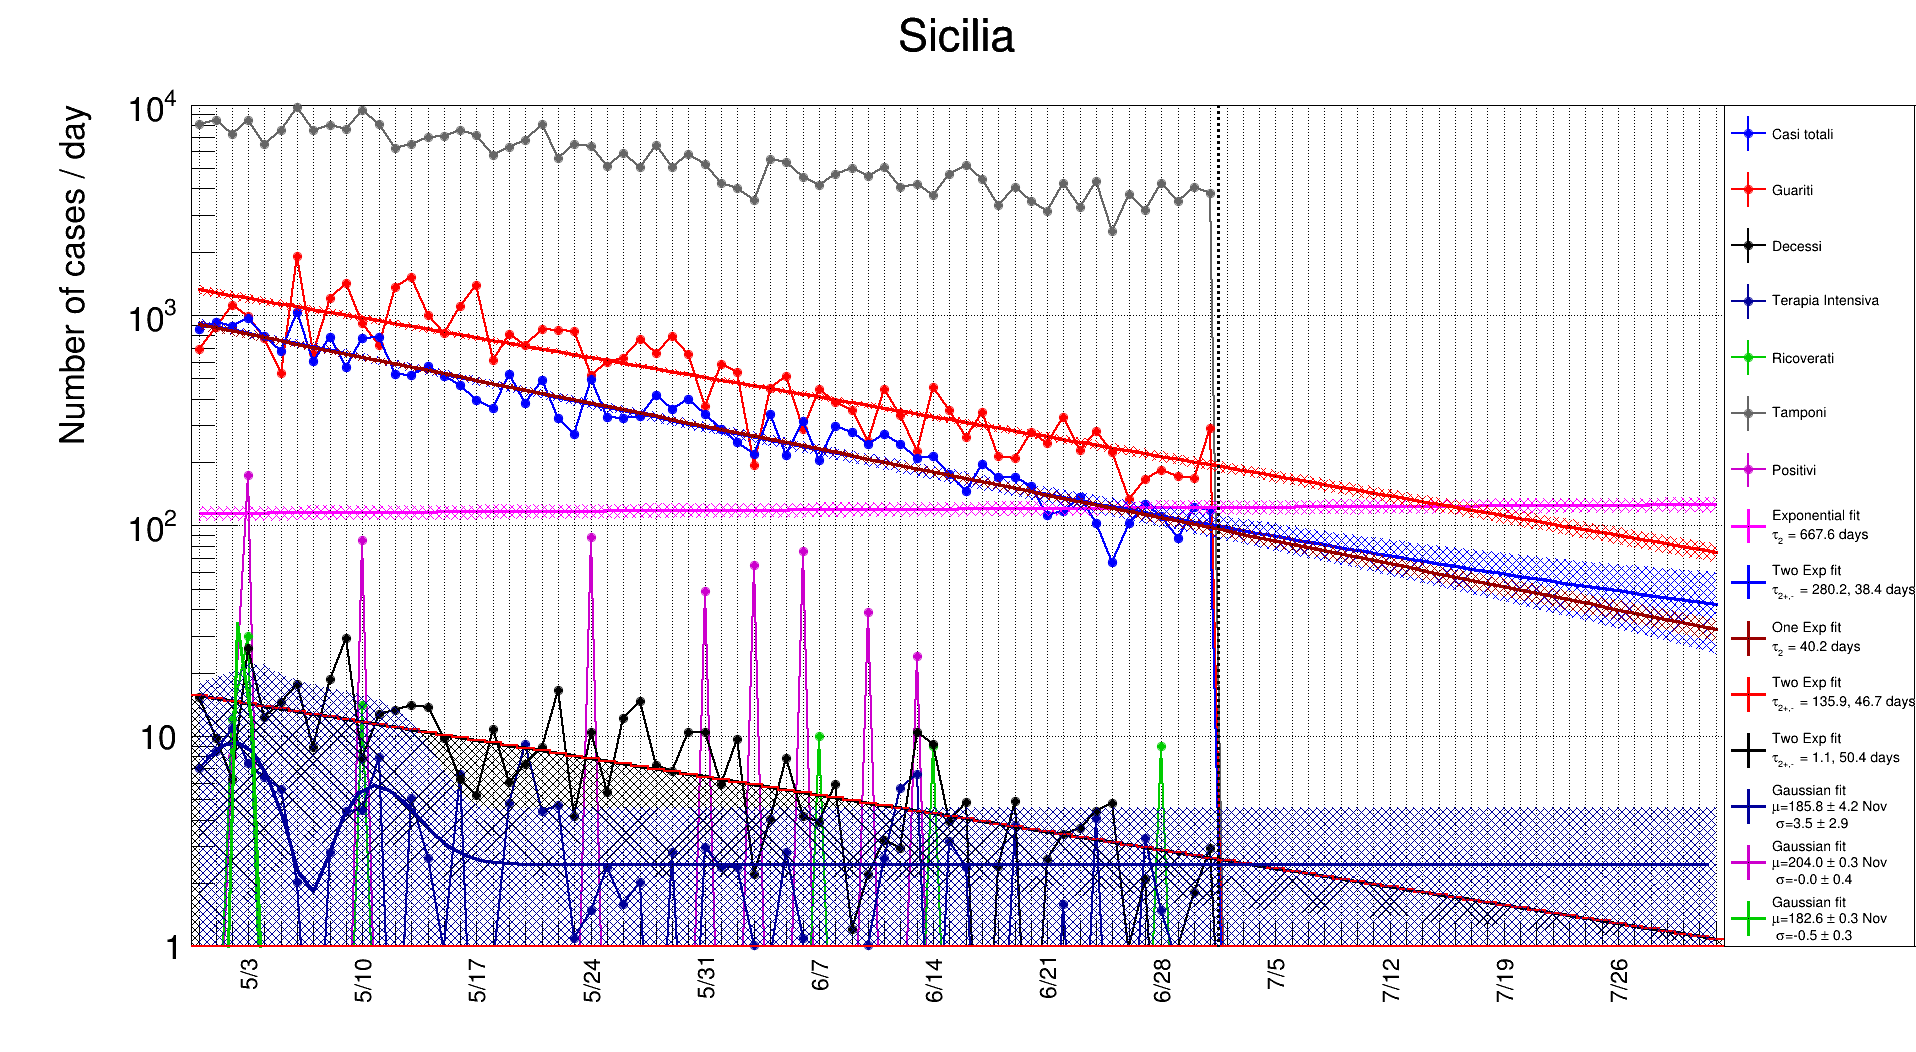 Sicilia
Number of cases / day
10⁴
10³
10²
10
1
5/3
5/10
5/17
5/24
5/31
6/7
6/14
6/21
6/28
7/5
7/12
7/19
7/26
Casi totali
Guariti
Decessi
Terapia Intensiva
Ricoverati
Tamponi
Positivi
Exponential fit
τ₂ = 667.6 days
Two Exp fit
τ₂₊,₋ = 280.2, 38.4 days
One Exp fit
τ₂ = 40.2 days
Two Exp fit
τ₂₊,₋ = 135.9, 46.7 days
Two Exp fit
τ₂₊,₋ = 1.1, 50.4 days
Gaussian fit
μ=185.8 ± 4.2 Nov
σ=3.5 ± 2.9
Gaussian fit
μ=204.0 ± 0.3 Nov
σ=-0.0 ± 0.4
Gaussian fit
μ=182.6 ± 0.3 Nov
σ=-0.5 ± 0.3